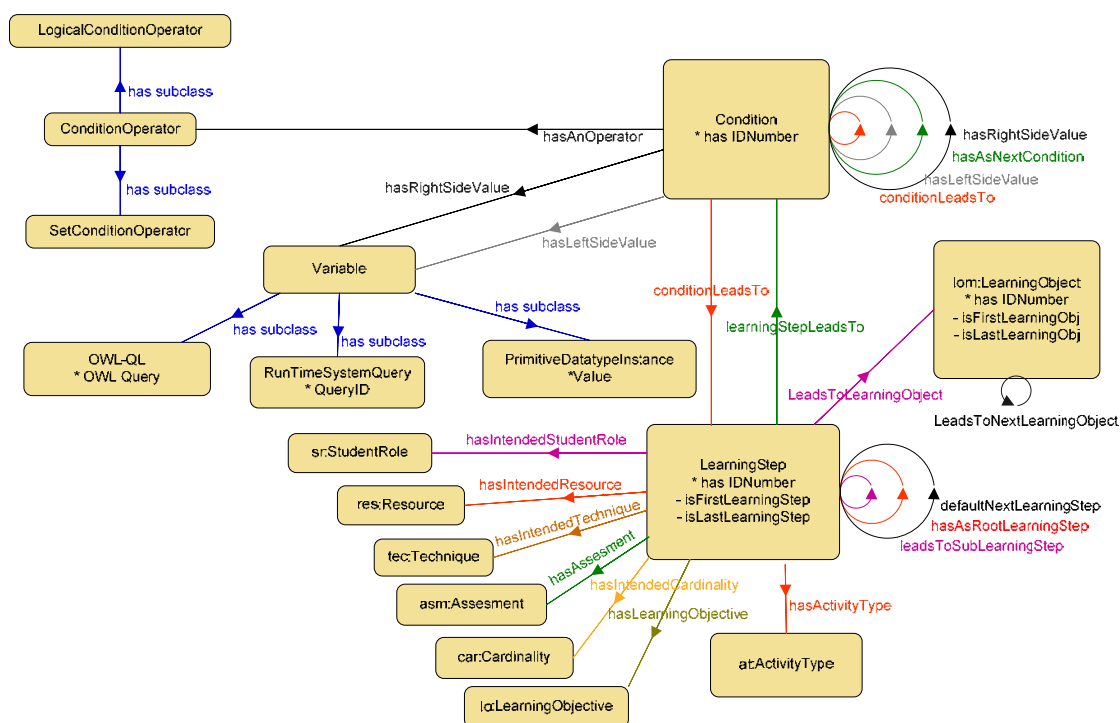 LogicalConditionOperator
has subclass
ConditionOperator
has subclass
SetConditionOperator
hasAnOperator
Condition
* has IDNumber
hasRightSideValue
hasAsNextCondition
hasLeftSideValue
conditionLeadsTo
hasRightSideValue
hasLeftSideValue
Variable
has subclass
has subclass
has subclass
OWL-QL
* OWL Query
RunTimeSystemQuery
* QueryID
PrimitiveDatatypeInstance
*Value
conditionLeadsTo
learningStepLeadsTo
lom:LearningObject
* has IDNumber
- isFirstLearningObj
- isLastLearningObj
LeadsToLearningObject
LeadsToNextLearningObject
LearningStep
* has IDNumber
- isFirstLearningStep
- isLastLearningStep
defaultNextLearningStep
hasAsRootLearningStep
leadsToSubLearningStep
hasIntendedStudentRole
sr:StudentRole
hasIntendedResource
res:Resource
hasIntendedTechnique
tec:Technique
hasAssesment
asm:Assesment
hasIntendedCardinality
car:Cardinality
hasLearningObjective
lo:LearningObjective
hasActivityType
at:ActivityType